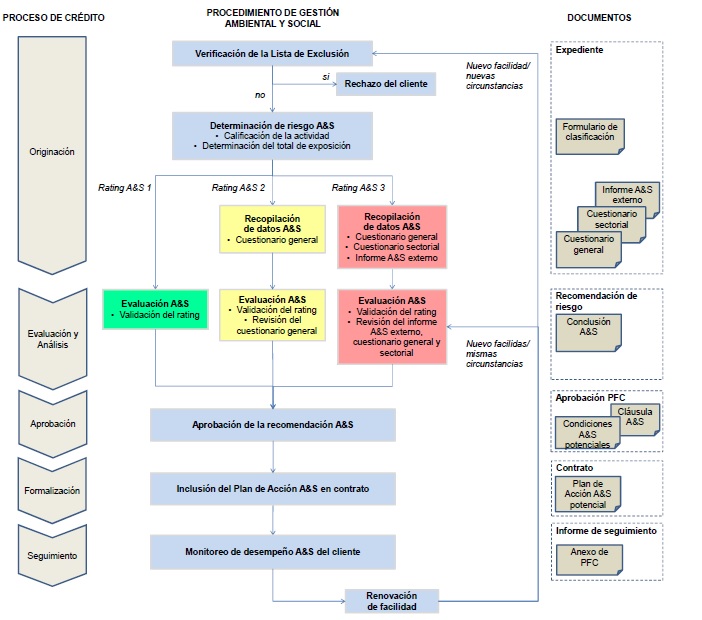 PROCESO DE CRÉDITO
PROCEDIMIENTO DE GESTIÓN
AMBIENTAL Y SOCIAL
DOCUMENTOS
Originación
Evaluación y
Análisis
Aprobación
Formalización
Seguimiento
Verificación de la Lista de Exclusión
si
Rechazo del cliente
no
Nuevo facilidad/
nuevas
circunstancias
Determinación de riesgo A&S
• Calificación de la actividad
• Determinación del total de exposición
Rating A&S 1
Rating A&S 2
Rating A&S 3
Recopilación
de datos A&S
• Cuestionario general
Recopilación
de datos A&S
• Cuestionario general
• Cuestionario sectorial
• Informe A&S externo
Evaluación A&S
• Validación del rating
Evaluación A&S
• Validación del rating
• Revisión del
cuestionario general
Evaluación A&S
• Validación del rating
• Revisión del informe
A&S externo,
cuestionario general y
sectorial
Nuevo facilidas/
mismas
circunstancias
Aprobación de la recomendación A&S
Inclusión del Plan de Acción A&S en contrato
Monitoreo de desempeño A&S del cliente
Renovación
de facilidad
Expediente
Formulario de
clasificación
Informe A&S
externo
Cuestionario
sectorial
Cuestionario
general
Recomendación de
riesgo
Conclusión
A&S
Aprobación PFC
Cláusula
A&S
Condiciones
A&S
potenciales
Contrato
Plan de
Acción A&S
potencial
Informe de seguimiento
Anexo de
PFC